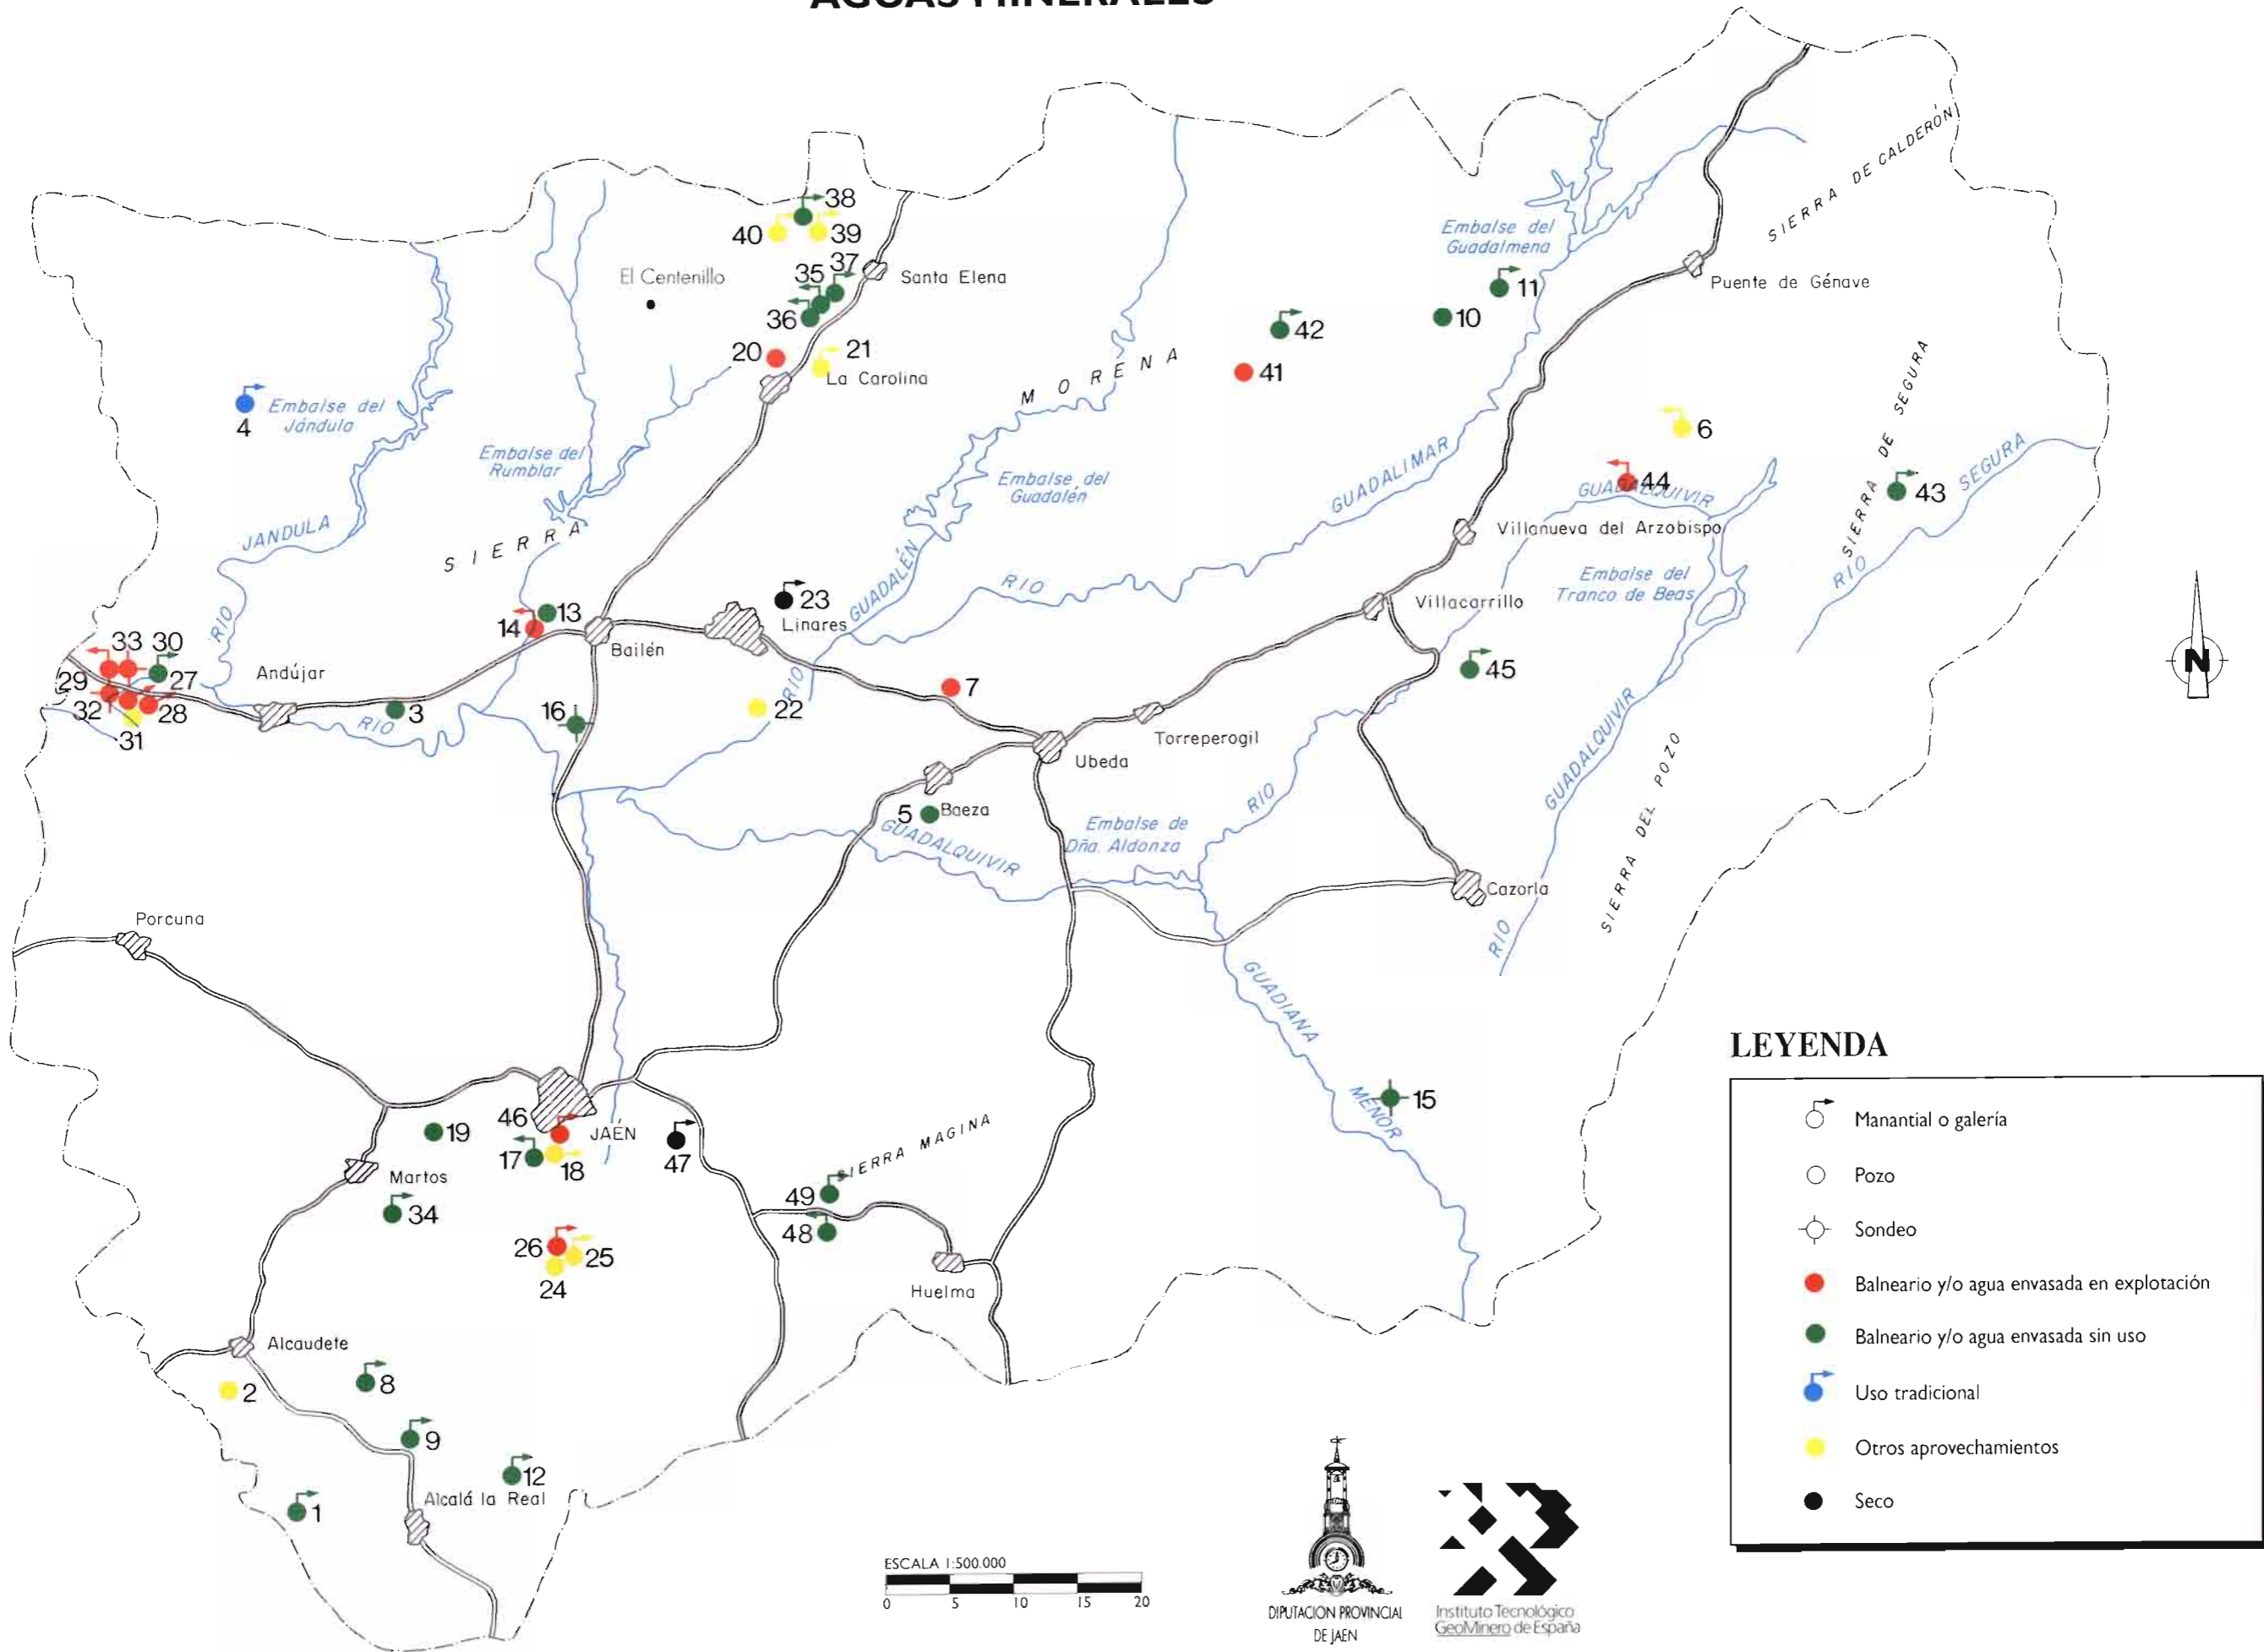 AGUAS MINERALES
38
40
39
37
35
El Centenillo
Santa Elena
36
20
21
La Carolina
Embalse del
Guadalmena
11
10
42
41
Puente de Génave
SIERRA DE CALDERÓN
4
Embalse del
Jándula
Embalse del
Rumblar
SIERRA
MORENA
Embalse del
Guadalén
GUADALIMAR
RIO
6
44
GUADALQUIVIR
43
SIERRA DE SEGURA
RIO SEGURA
JANDULA
RIO
Villanueva del Arzobispo
Embalse del
Tranco de Beas
Villacarrillo
13
14
Bailén
23
Linares
GUADALÉN
RIO
33
30
29
27
32
28
31
Andújar
3
RIO
16
22
7
45
Torreperogil
Ubeda
5
Baeza
GUADALQUIVIR
Embalse de
Dña. Aldonza
RIO
GUADIANA
MENOR
RIO
GUADALQUIVIR
SIERRA DEL POZO
Cazorla
Porcuna
15
46
JAÉN
19
17
18
47
Martos
34
SIERRA MAGINA
49
48
26
25
24
Huelma
Alcaudete
2
8
9
12
1
Alcalá la Real
LEYENDA
Manantial o galería
Pozo
Sondeo
Balneario y/o agua envasada en explotación
Balneario y/o agua envasada sin uso
Uso tradicional
Otros aprovechamientos
Seco
N
ESCALA 1:500.000
0 5 10 15 20
DIPUTACION PROVINCIAL
DE JAEN
Instituto Tecnológico
GeoMinero de España